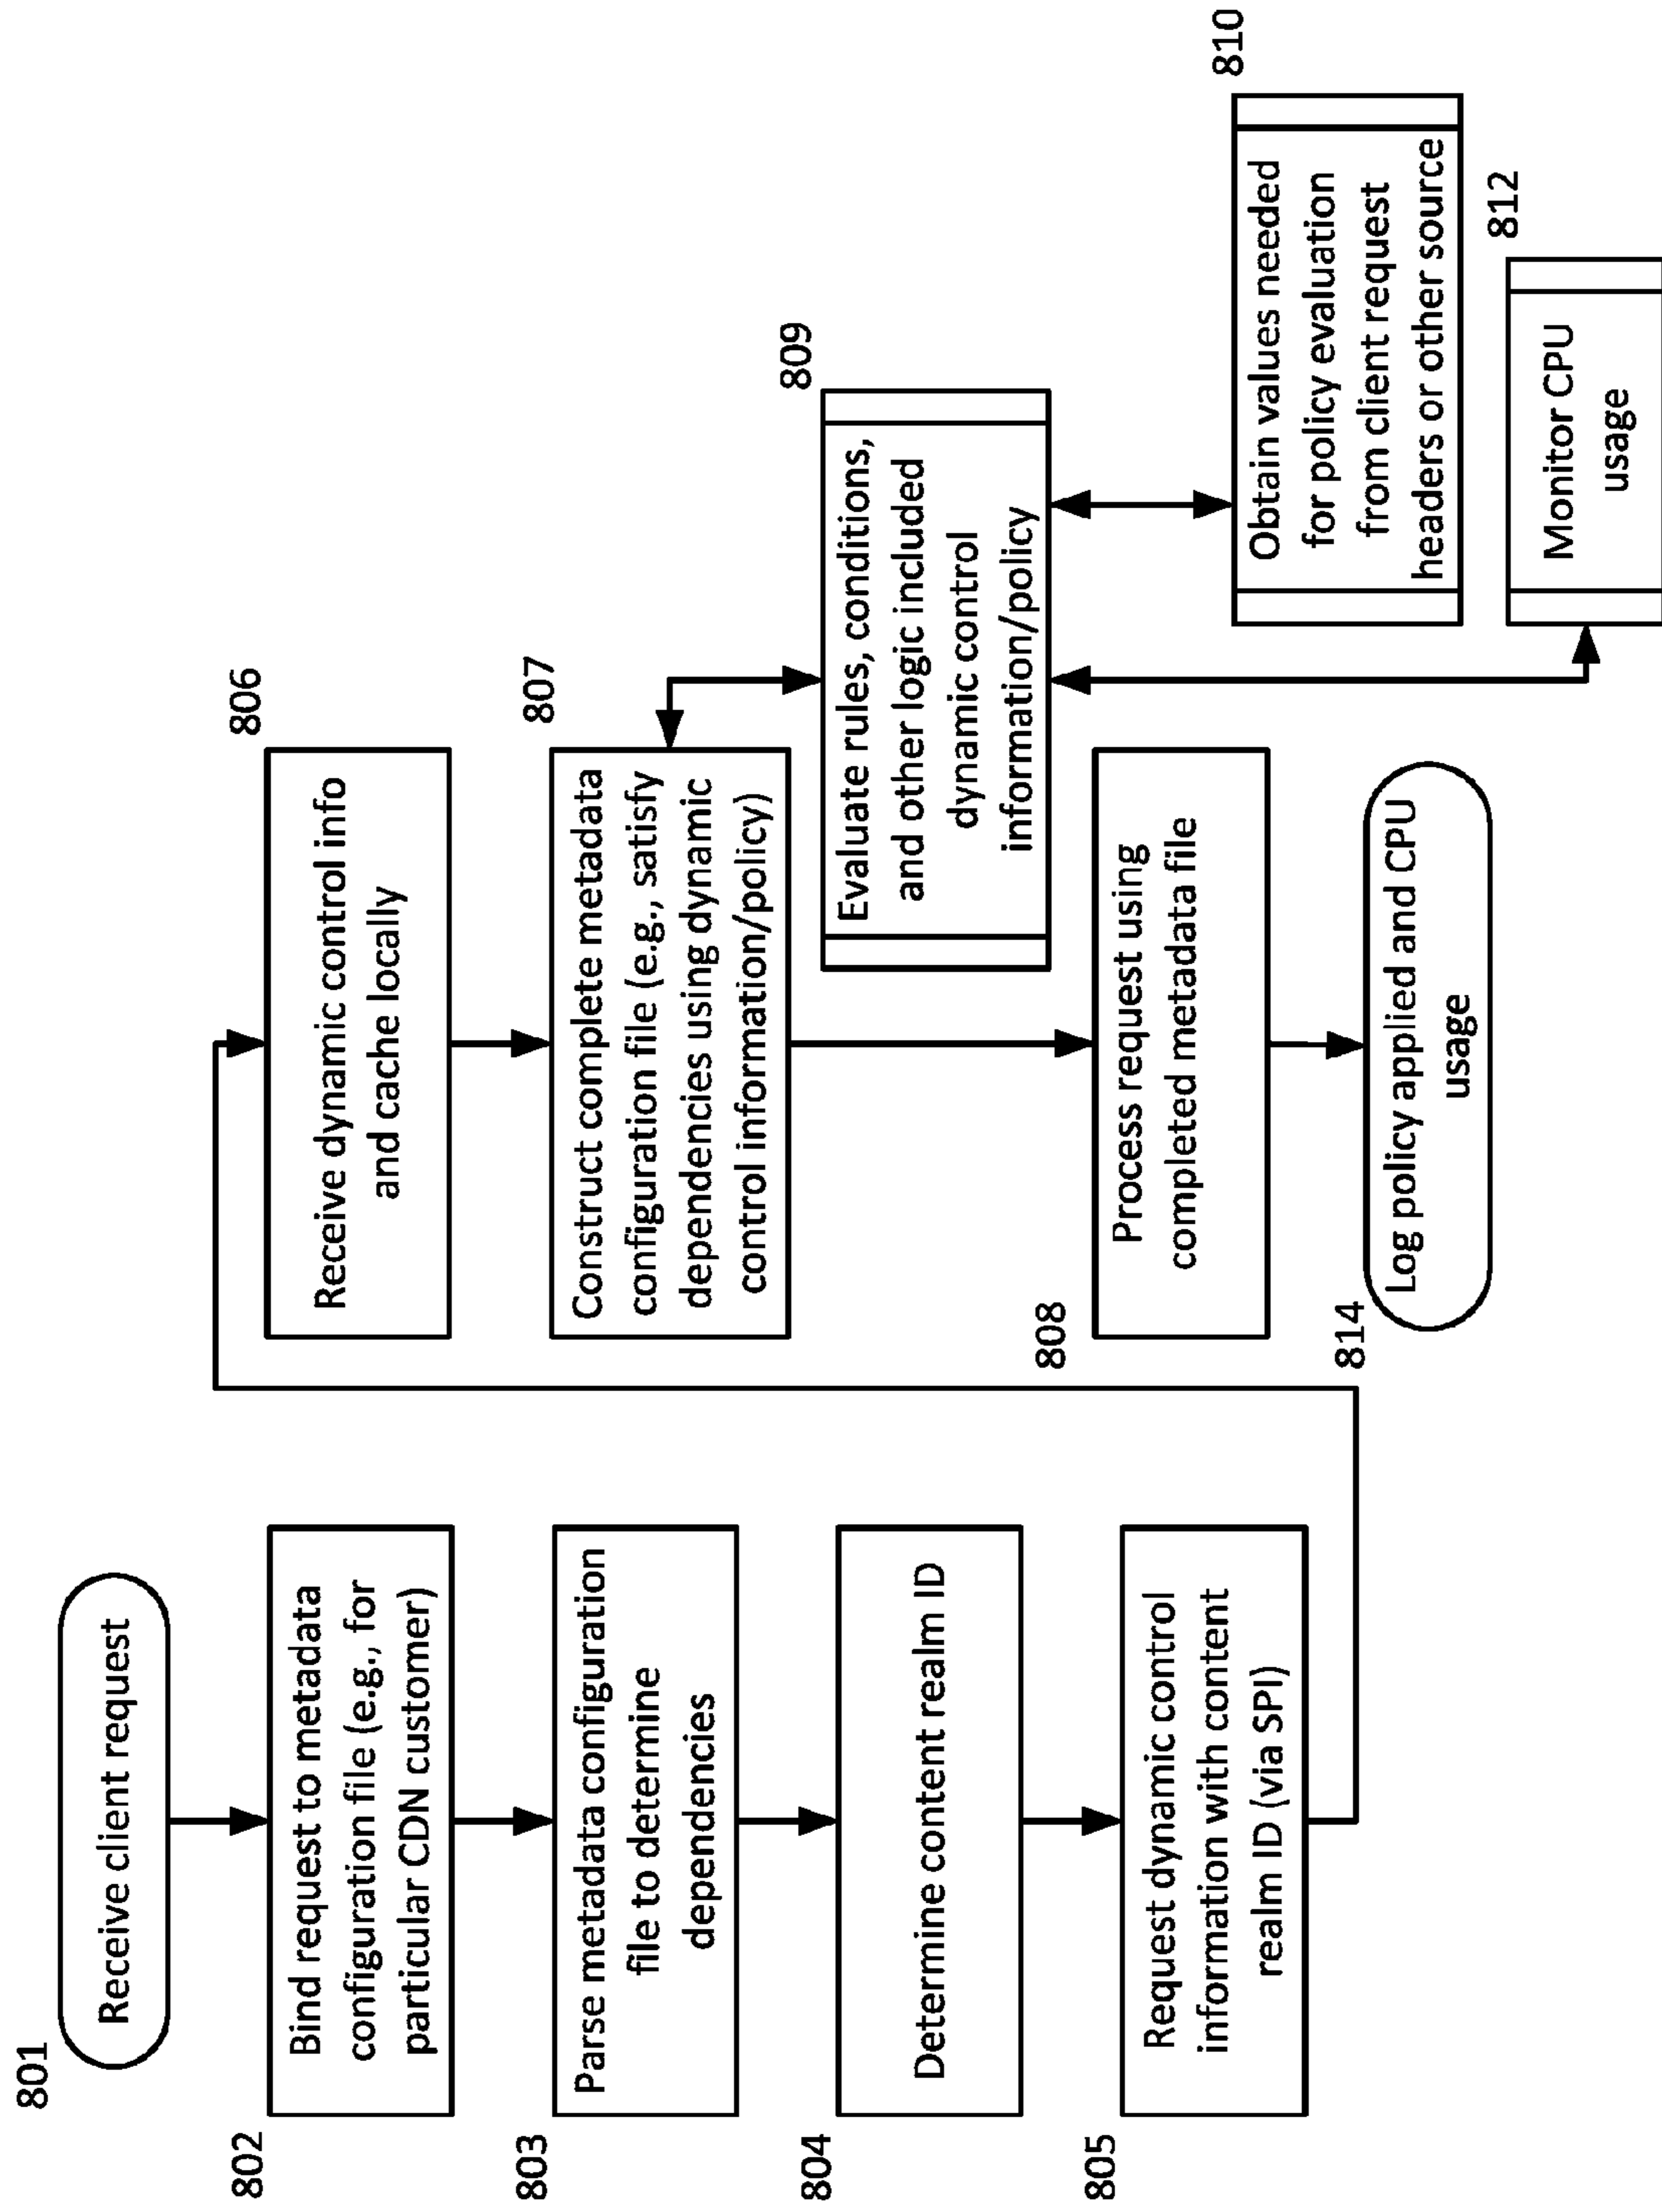 801
Receive client request
802
Bind request to metadata
configuration file (e.g., for
particular CDN customer)
803
Parse metadata configuration
file to determine
dependencies
804
Determine content realm ID
805
Request dynamic control
information with content
realm ID (via SPI)
806
Receive dynamic control info
and cache locally
807
Construct complete metadata
configuration file (e.g., satisfy
dependencies using dynamic
control information/policy)
809
Evaluate rules, conditions,
and other logic included
dynamic control
information/policy
810
Obtain values needed
for policy evaluation
from client request
headers or other source
812
Monitor CPU
usage
808
Process request using
completed metadata file
814
Log policy applied and CPU
usage